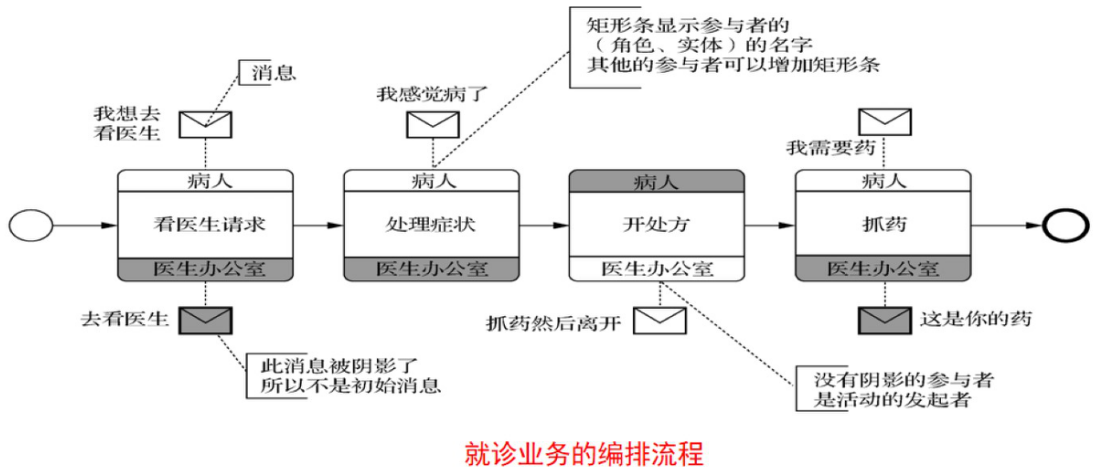 矩形条显示参与者的
（角色、实体）的名字
其他的参与者可以增加矩形条
消息
我想去
看医生
我感觉病了
我需要药
病人
病人
病人
病人
看医生请求
处理症状
开处方
抓药
医生办公室
医生办公室
医生办公室
医生办公室
去看医生
抓药然后离开
这是你的药
此消息被阴影了
所以不是初始消息
没有阴影的参与者
是活动的发起者
就诊业务的编排流程